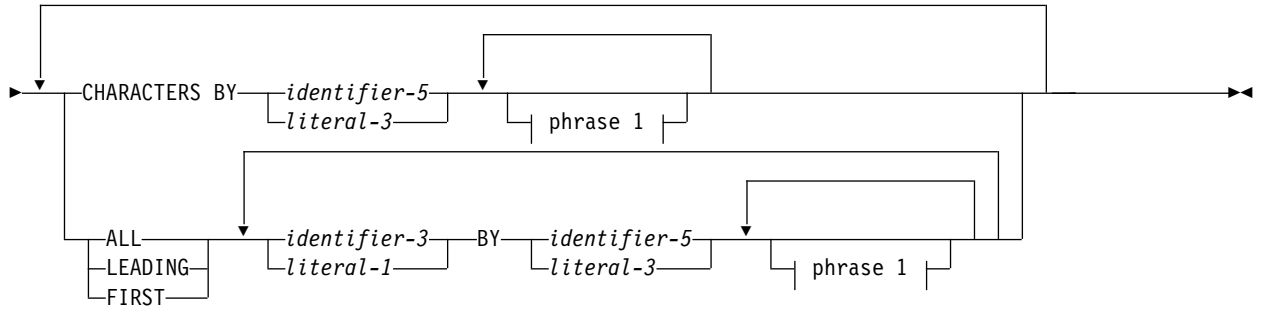 CHARACTERS BY identifier-5
literal-3 phrase 1
ALL identifier-3 BY identifier-5
LEADING literal-1 literal-3 phrase 1
FIRST